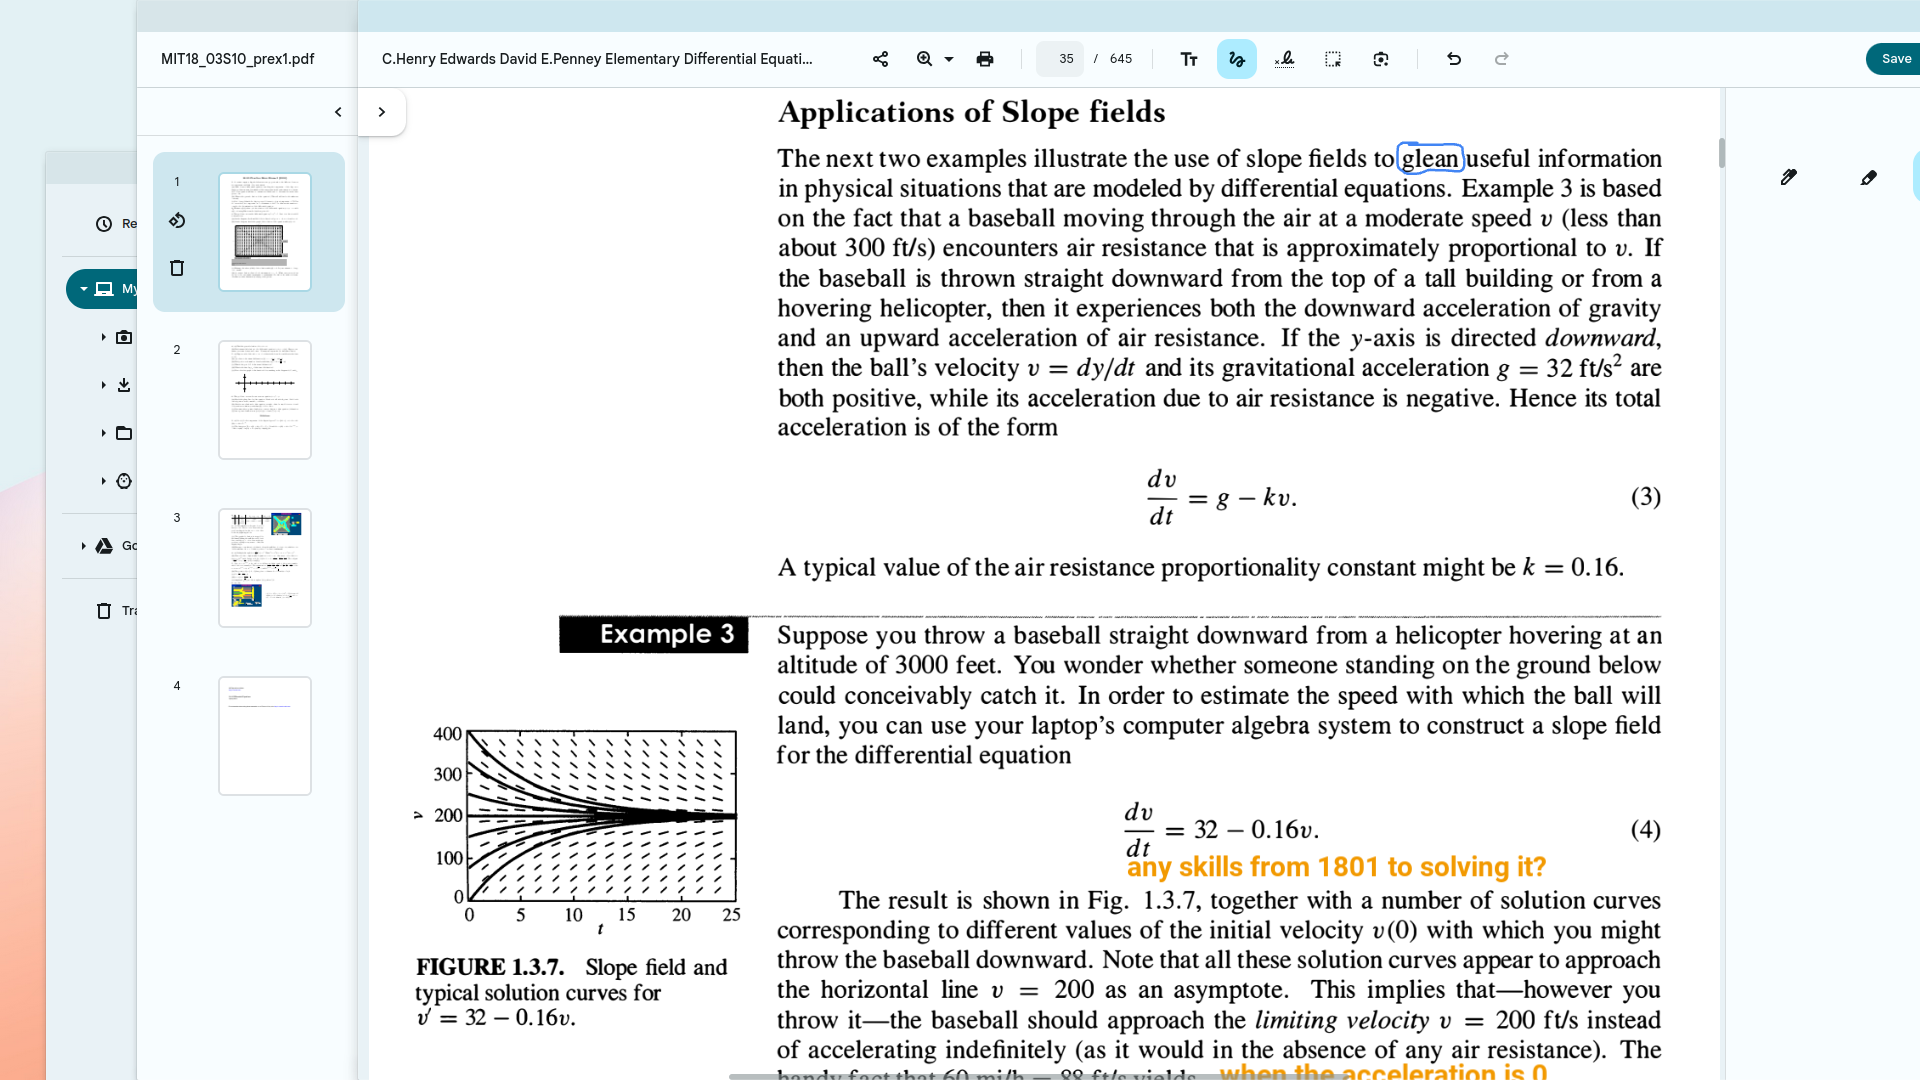 MIT18_03S10_prex1.pdf
C.Henry Edwards David E.Penney Elementary Differential Equati...
35 / 645
Save
1
2
3
4
Re
My
Go
Tra
Applications of Slope fields
The next two examples illustrate the use of slope fields to glean useful information
in physical situations that are modeled by differential equations. Example 3 is based
on the fact that a baseball moving through the air at a moderate speed v (less than
about 300 ft/s) encounters air resistance that is approximately proportional to v. If
the baseball is thrown straight downward from the top of a tall building or from a
hovering helicopter, then it experiences both the downward acceleration of gravity
and an upward acceleration of air resistance. If the y-axis is directed downward,
then the ball's velocity v = dy/dt and its gravitational acceleration g = 32 ft/s² are
both positive, while its acceleration due to air resistance is negative. Hence its total
acceleration is of the form
dv/dt = g − kv. (3)
A typical value of the air resistance proportionality constant might be k = 0.16.
Example 3
Suppose you throw a baseball straight downward from a helicopter hovering at an
altitude of 3000 feet. You wonder whether someone standing on the ground below
could conceivably catch it. In order to estimate the speed with which the ball will
land, you can use your laptop's computer algebra system to construct a slope field
for the differential equation
dv/dt = 32 − 0.16v. (4)
any skills from 1801 to solving it?
The result is shown in Fig. 1.3.7, together with a number of solution curves
corresponding to different values of the initial velocity v(0) with which you might
throw the baseball downward. Note that all these solution curves appear to approach
the horizontal line v = 200 as an asymptote. This implies that—however you
throw it—the baseball should approach the limiting velocity v = 200 ft/s instead
of accelerating indefinitely (as it would in the absence of any air resistance). The
handy fact that 60 mi/h = 88 ft/s yields
when the acceleration is 0
400
300
200
100
0
v
0 5 10 15 20 25
t
FIGURE 1.3.7. Slope field and
typical solution curves for
v′ = 32 − 0.16v.